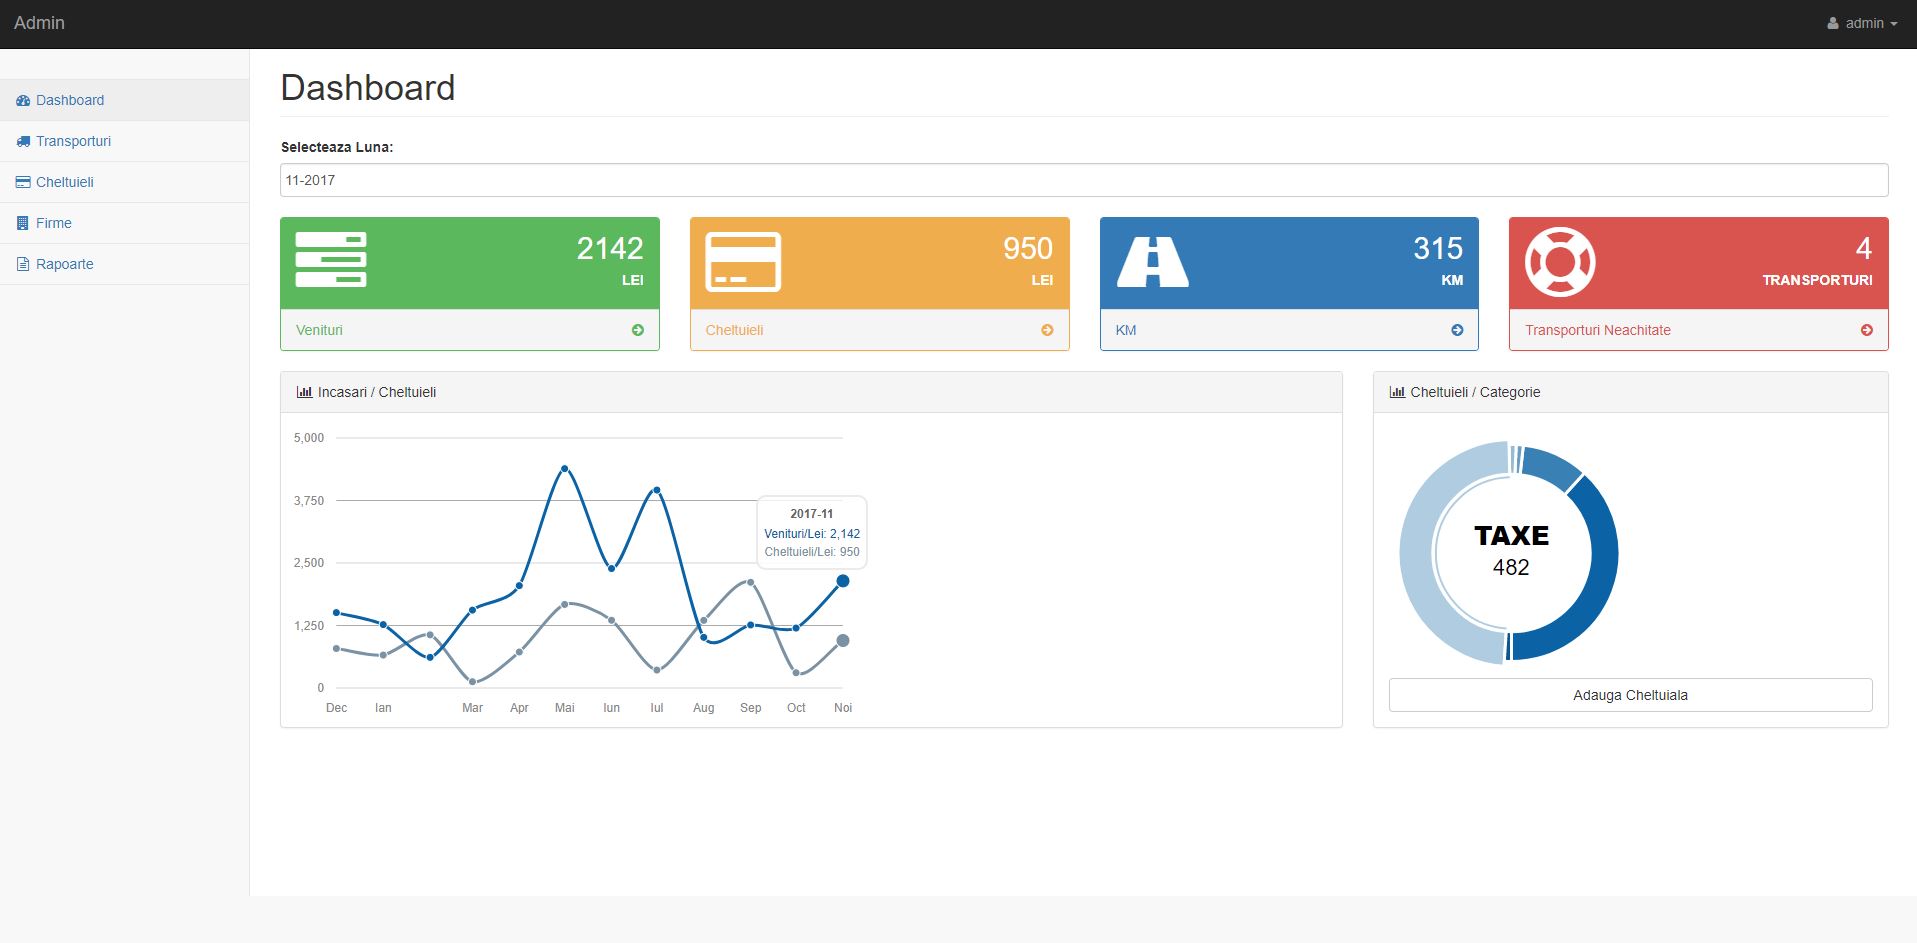 Admin
admin
Dashboard
Transporturi
Cheltuieli
Firme
Rapoarte
Dashboard
Selecteaza Luna:
11-2017
2142
LEI
Venituri
950
LEI
Cheltuieli
315
KM
KM
4
TRANSPORTURI
Transporturi Neachitate
Incasari / Cheltuieli
5,000
3,750
2,500
1,250
0
2017-11
Venituri/Lei: 2,142
Cheltuieli/Lei: 950
Dec Ian Mar Apr Mai Iun Iul Aug Sep Oct Noi
Cheltuieli / Categorie
TAXE
482
Adauga Cheltuiala